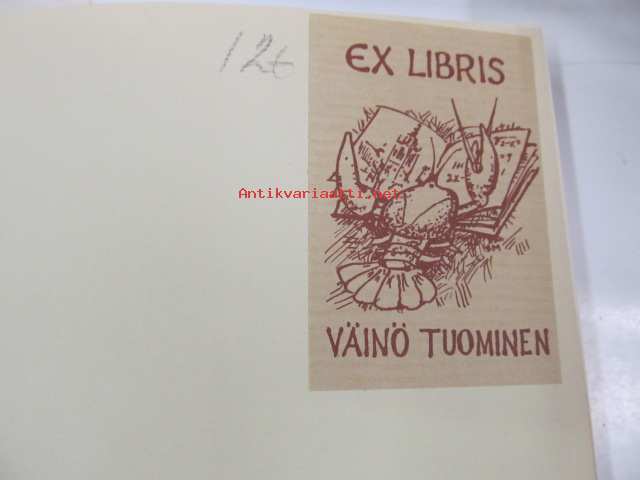 12€
EX LIBRIS
Antikvariaatti.net
VÄINÖ TUOMINEN